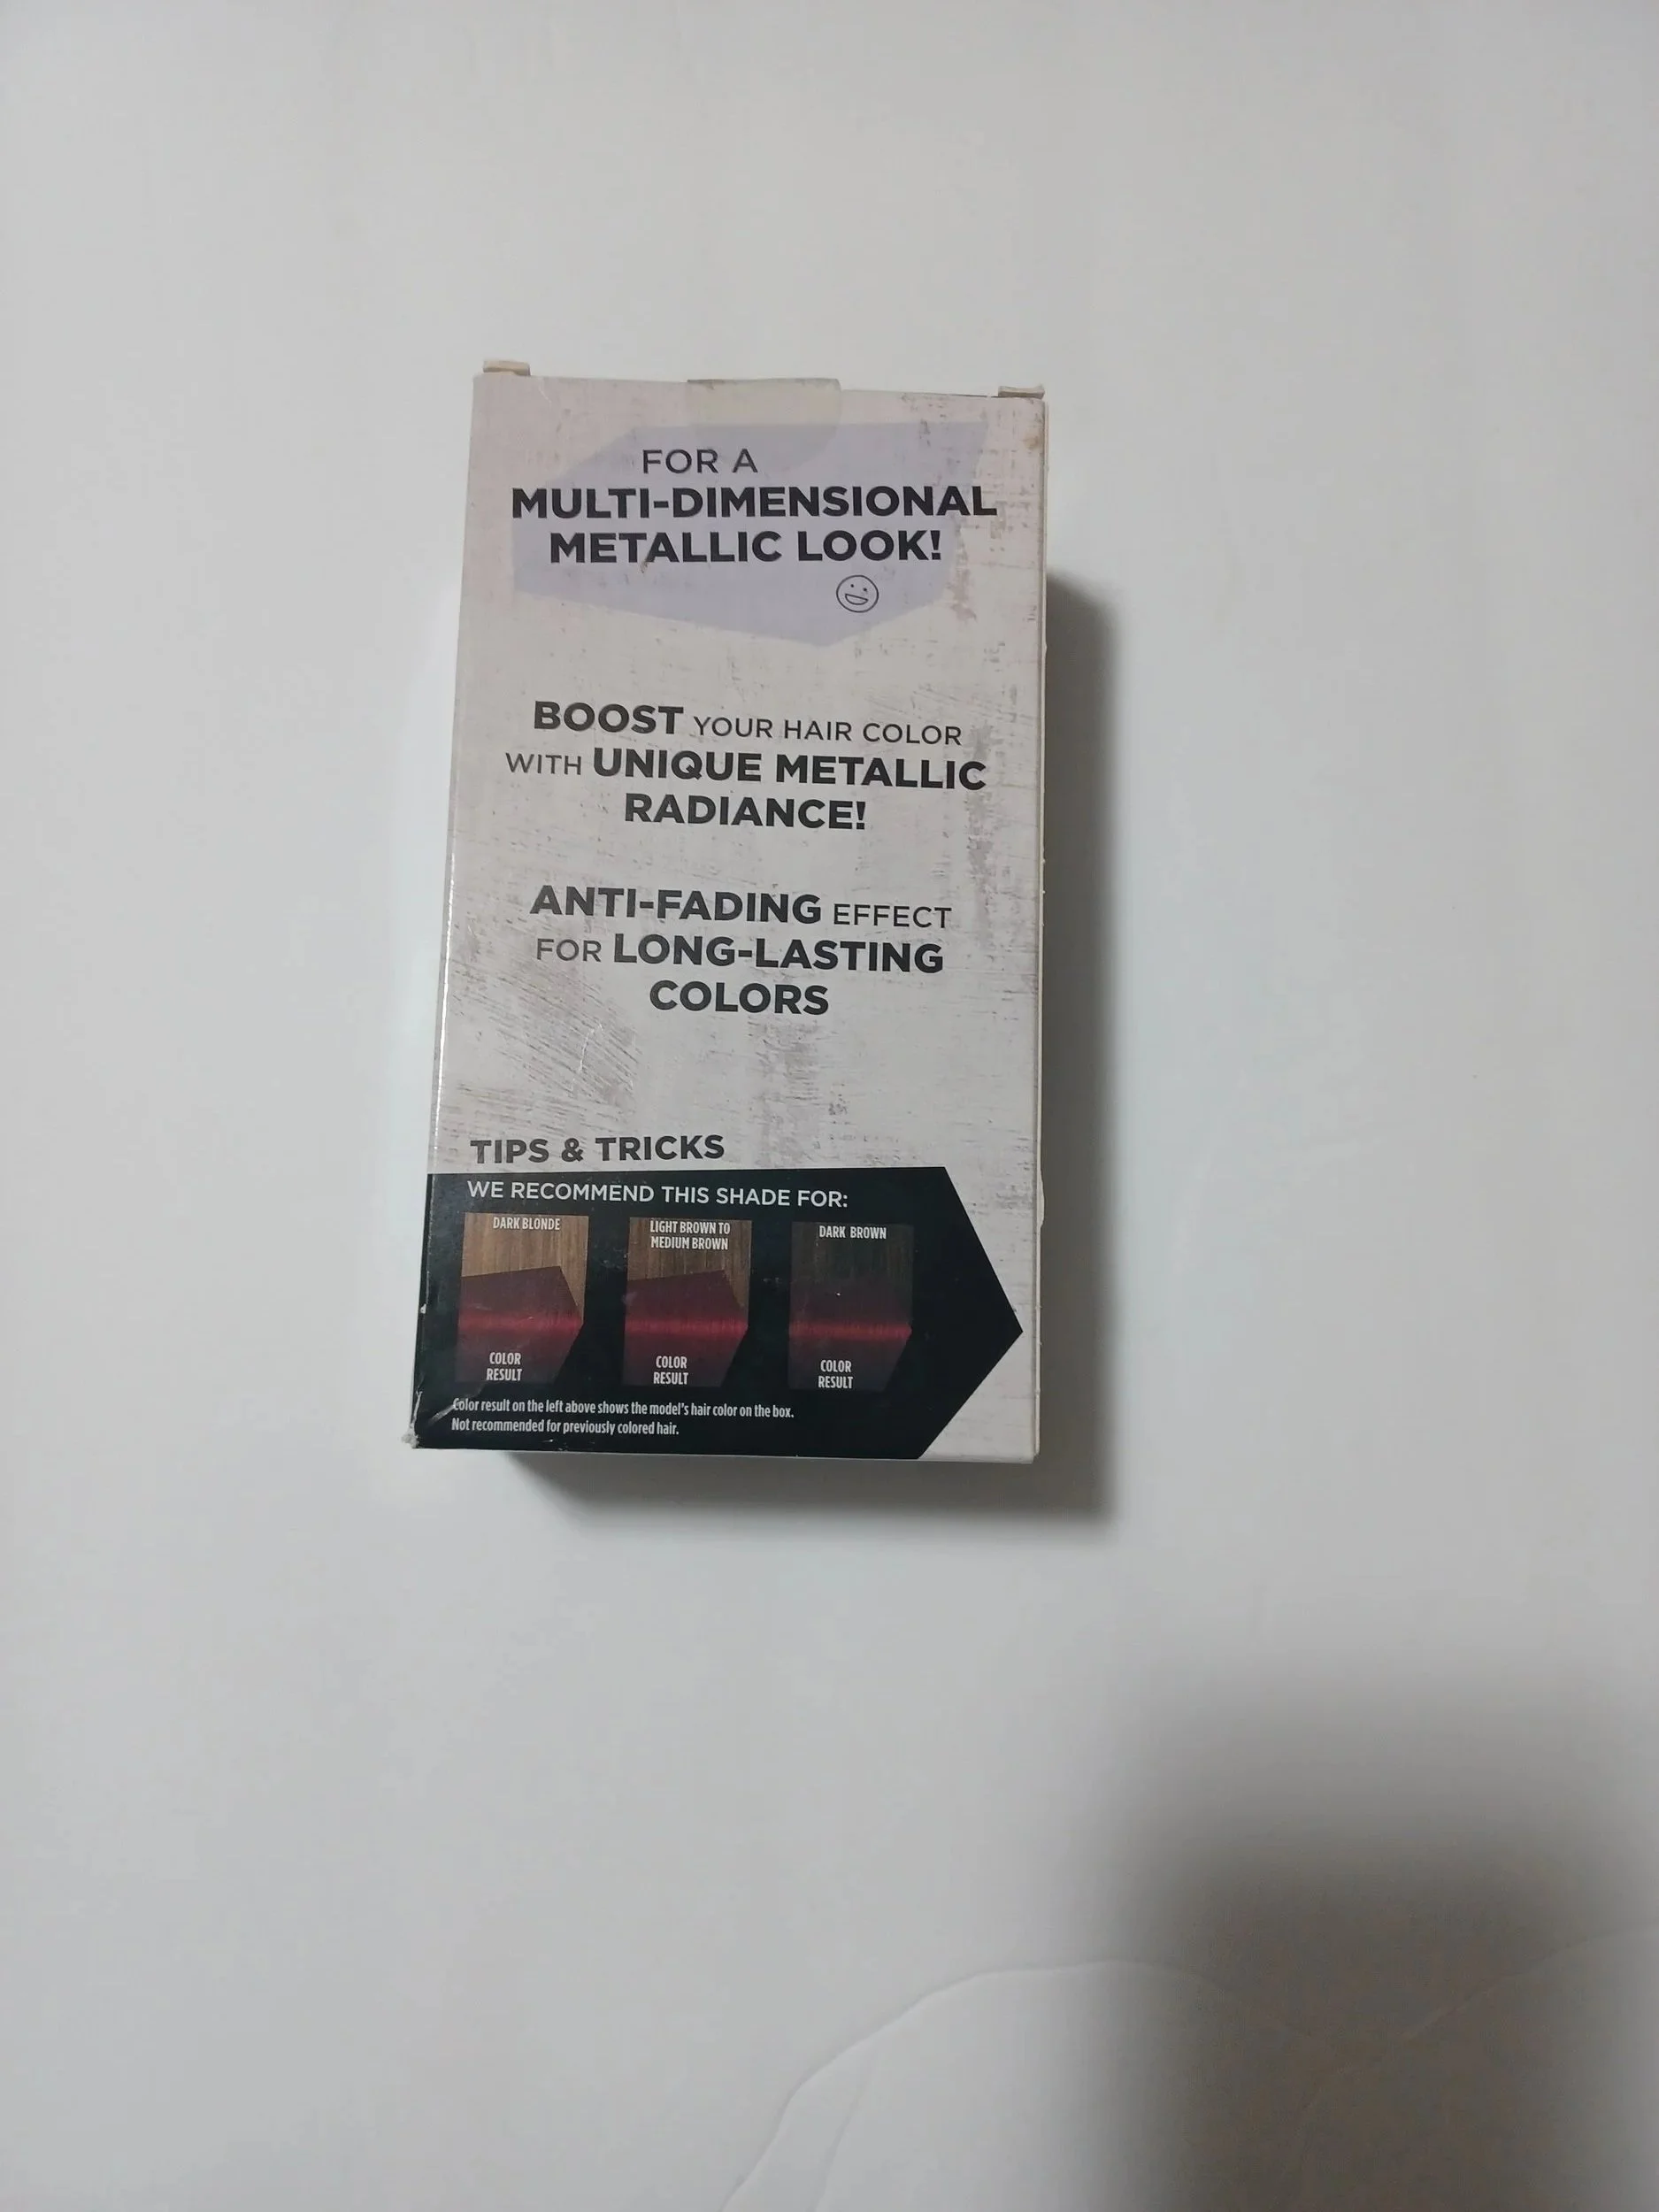 FOR A
MULTI-DIMENSIONAL
METALLIC LOOK!
BOOST YOUR HAIR COLOR
WITH UNIQUE METALLIC
RADIANCE!
ANTI-FADING EFFECT
FOR LONG-LASTING
COLORS
TIPS & TRICKS
WE RECOMMEND THIS SHADE FOR:
DARK BLONDE
COLOR
RESULT
LIGHT BROWN TO
MEDIUM BROWN
COLOR
RESULT
DARK BROWN
COLOR
RESULT
Color result on the left above shows the model's hair color on the box.
Not recommended for previously colored hair.